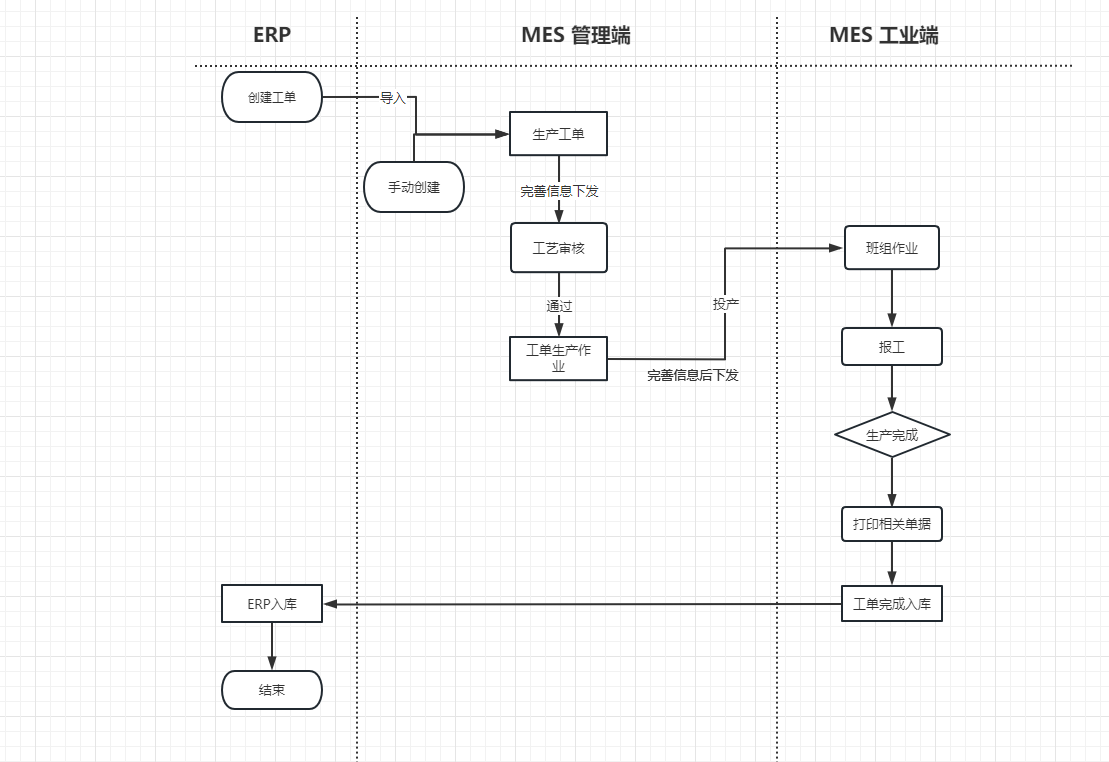 ERP
MES 管理端
MES 工业端
创建工单
导入
生产工单
手动创建
完善信息下发
工艺审核
班组作业
通过
投产
工单生产作
业
报工
完善信息后下发
生产完成
打印相关单据
ERP入库
工单完成入库
结束